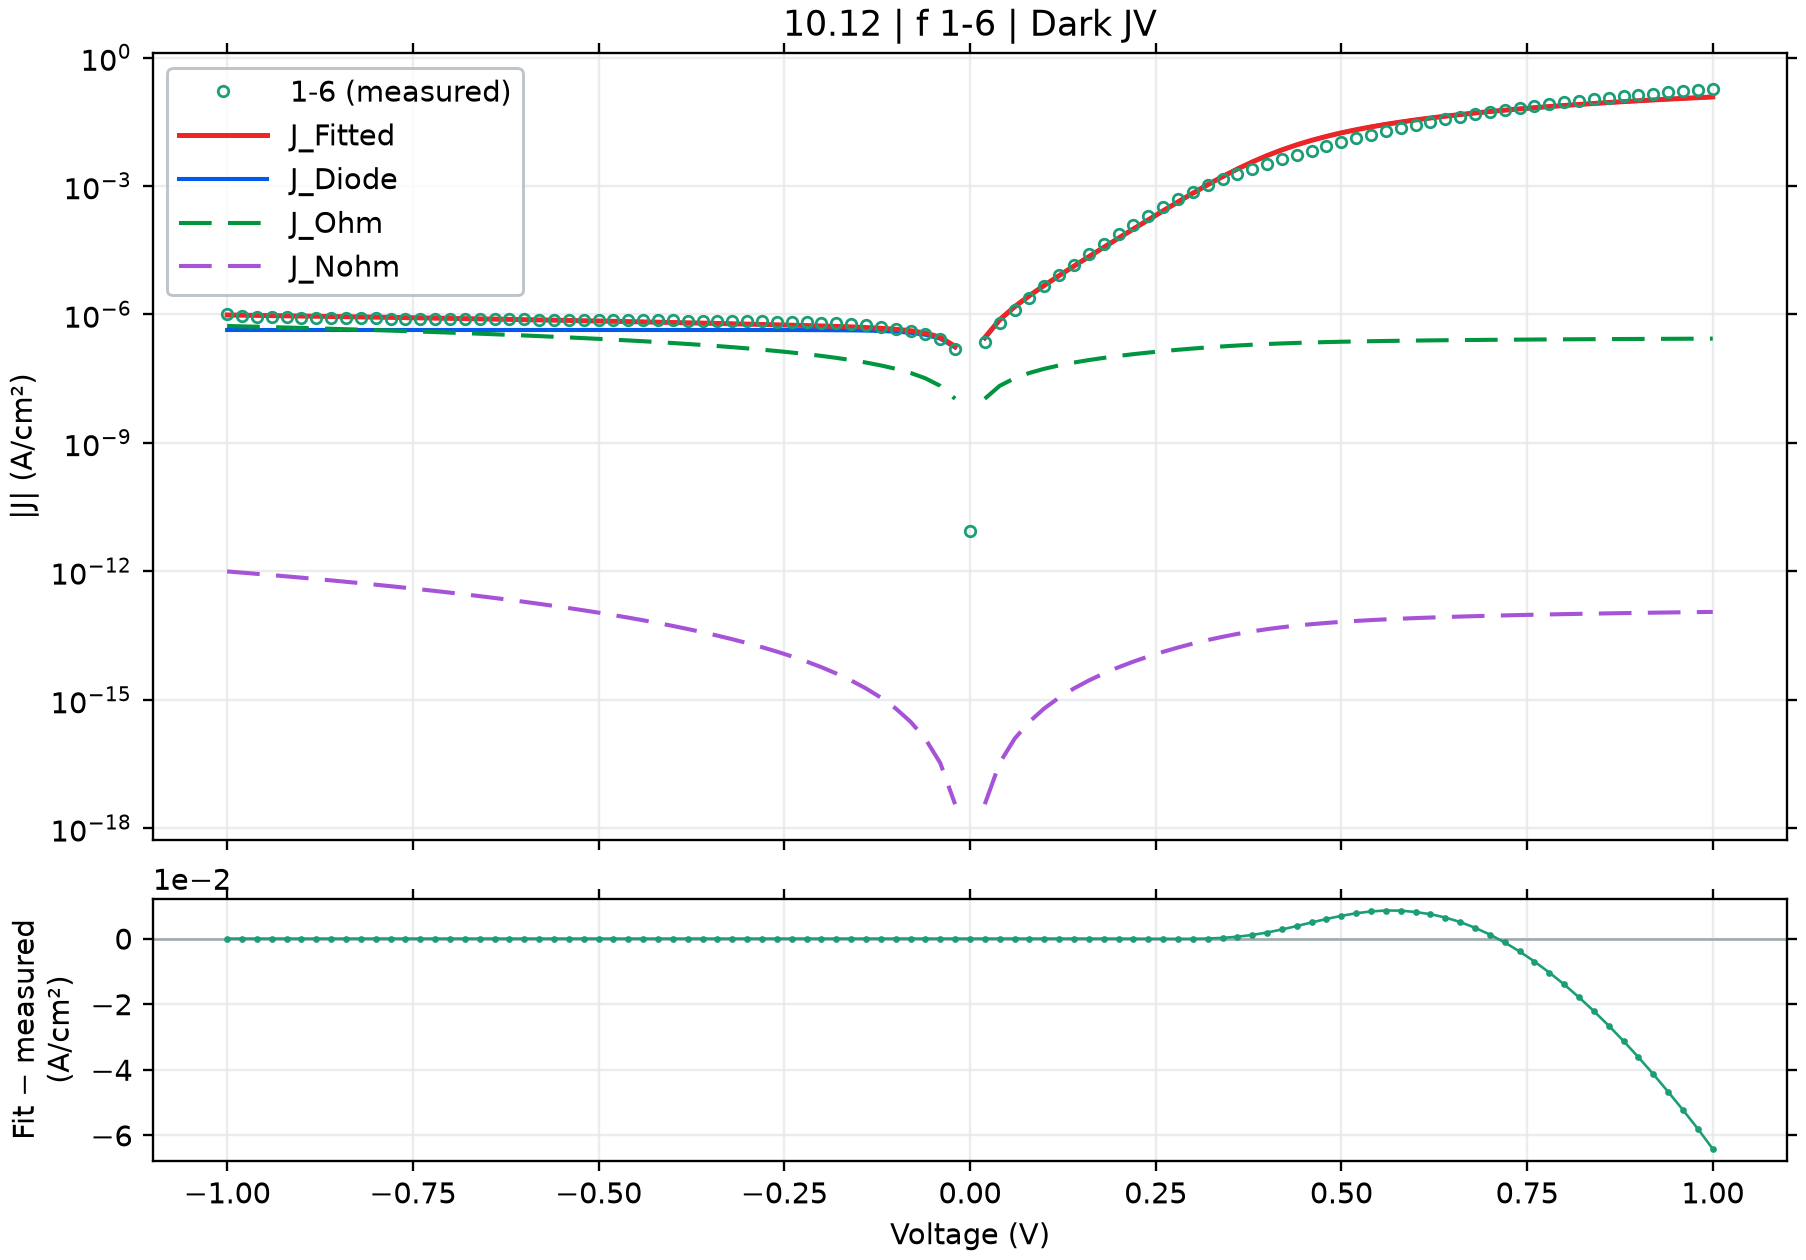 10.12 | f 1-6 | Dark JV
10⁰
10⁻³
10⁻⁶
10⁻⁹
10⁻¹²
10⁻¹⁵
10⁻¹⁸
|J| (A/cm²)
1-6 (measured)
J_Fitted
J_Diode
J_Ohm
J_Nohm
1e−2
0
−2
−4
−6
Fit − measured
(A/cm²)
−1.00 −0.75 −0.50 −0.25 0.00 0.25 0.50 0.75 1.00
Voltage (V)